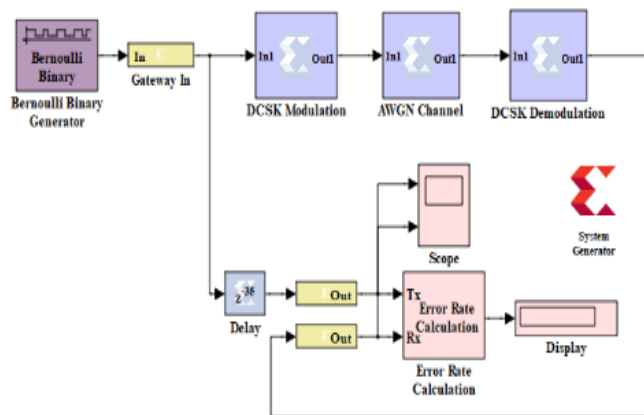 Bernoulli
Binary
Bernoulli Binary
Generator
In
Gateway In
In1
Out1
DCSK Modulation
In1
Out1
AWGN Channel
In1
Out1
DCSK Demodulation
Scope
System
Generator
z-36
Delay
Out
Out
Tx
Rx
Error Rate
Calculation
Error Rate
Calculation
Display